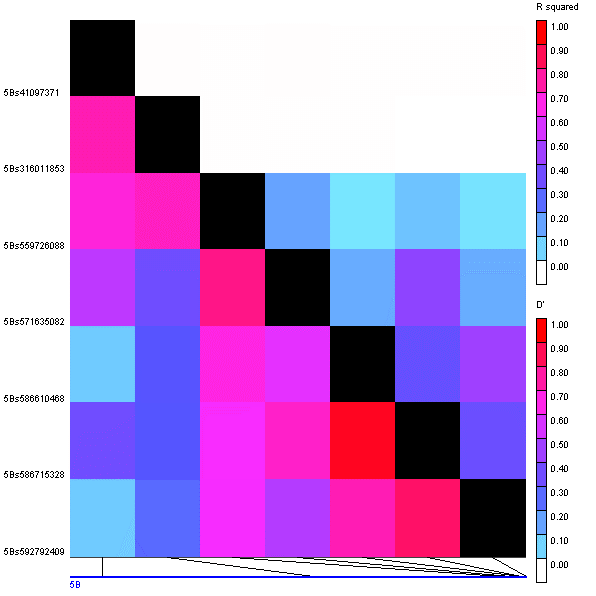 R squared
1.00
0.90
0.80
0.70
0.60
0.50
0.40
0.30
0.20
0.10
0.00
5Bs41097371
5Bs316011853
5Bs559726088
5Bs571635082
5Bs586610468
5Bs586715328
5Bs592792409
D'
1.00
0.90
0.80
0.70
0.60
0.50
0.40
0.30
0.20
0.10
0.00
5B